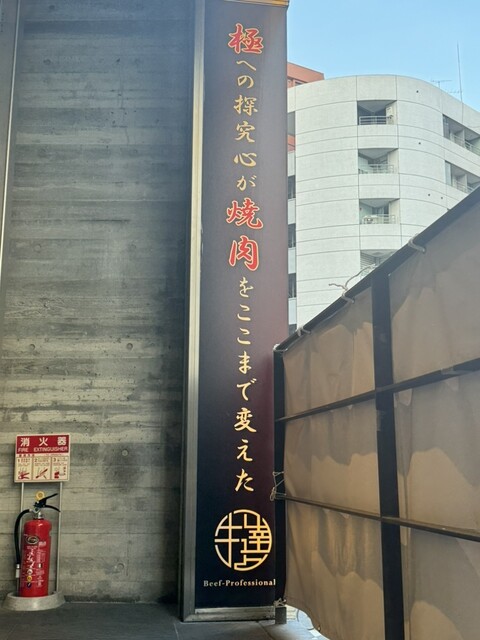 極への探究心が焼肉をここまで変えた
Beef-Professional
消火器
FIRE EXTINGUISHER